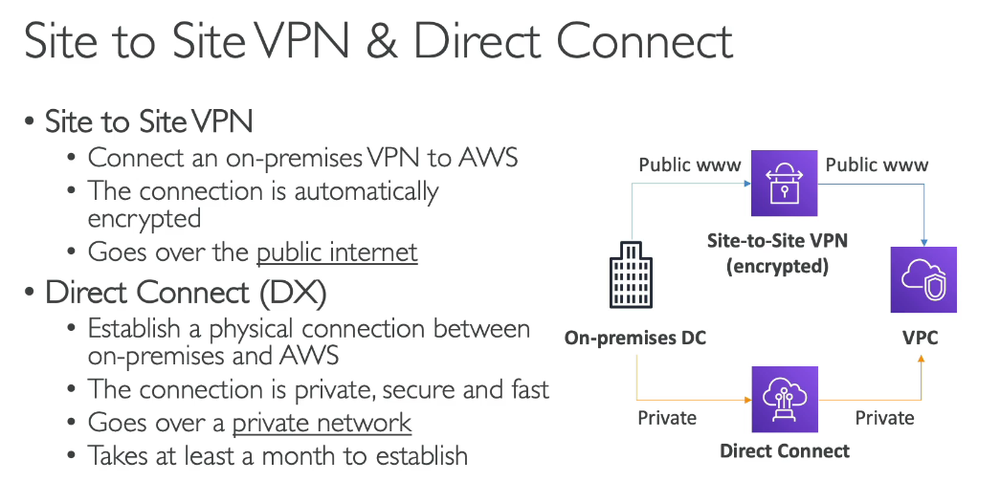 Site to Site VPN & Direct Connect
• Site to Site VPN
• Connect an on-premises VPN to AWS
• The connection is automatically
encrypted
• Goes over the public internet
• Direct Connect (DX)
• Establish a physical connection between
on-premises and AWS
• The connection is private, secure and fast
• Goes over a private network
• Takes at least a month to establish
Public www
Public www
Site-to-Site VPN
(encrypted)
On-premises DC
VPC
Private
Private
Direct Connect